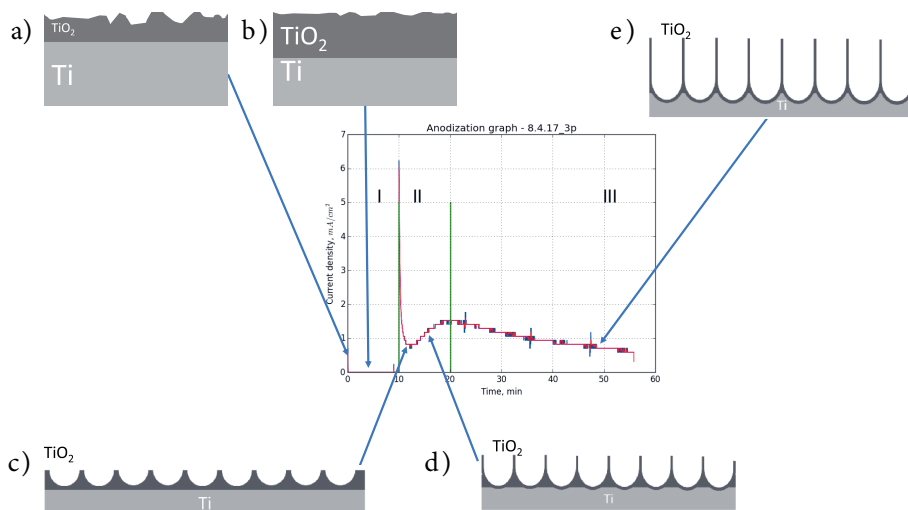 a)
TiO₂
Ti
b)
TiO₂
Ti
e)
TiO₂
Ti
Anodization graph - 8.4.17_3p
Current density, mA/cm²
7
6
5
4
3
2
1
0
I
II
III
0
10
20
30
40
50
60
Time, min
c)
TiO₂
Ti
d)
TiO₂
Ti